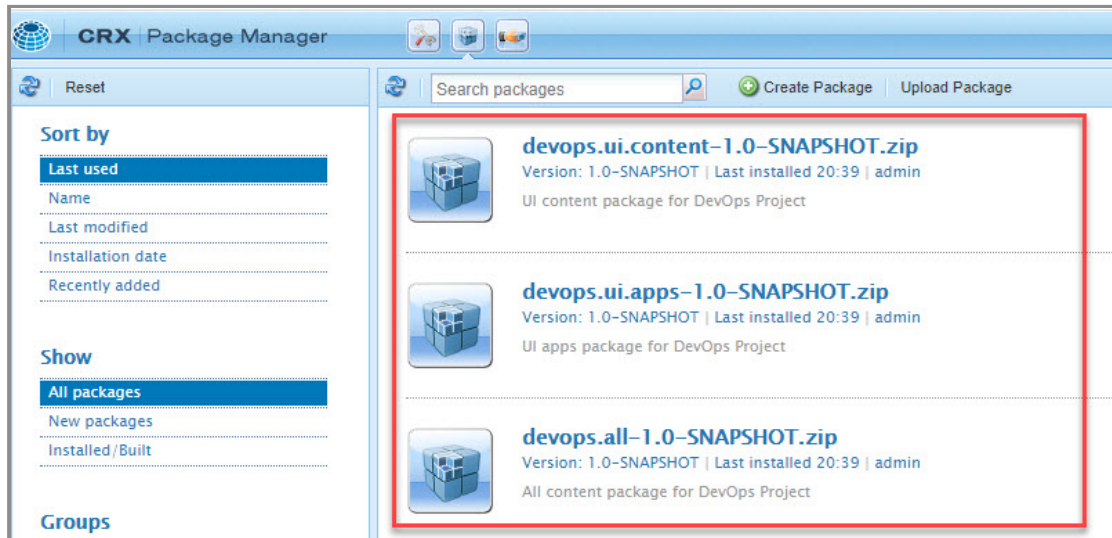 CRX Package Manager
Reset
Search packages
Create Package
Upload Package
Sort by
Last used
Name
Last modified
Installation date
Recently added
Show
All packages
New packages
Installed/Built
Groups
devops.ui.content-1.0-SNAPSHOT.zip
Version: 1.0-SNAPSHOT | Last installed 20:39 | admin
UI content package for DevOps Project
devops.ui.apps-1.0-SNAPSHOT.zip
Version: 1.0-SNAPSHOT | Last installed 20:39 | admin
UI apps package for DevOps Project
devops.all-1.0-SNAPSHOT.zip
Version: 1.0-SNAPSHOT | Last installed 20:39 | admin
All content package for DevOps Project